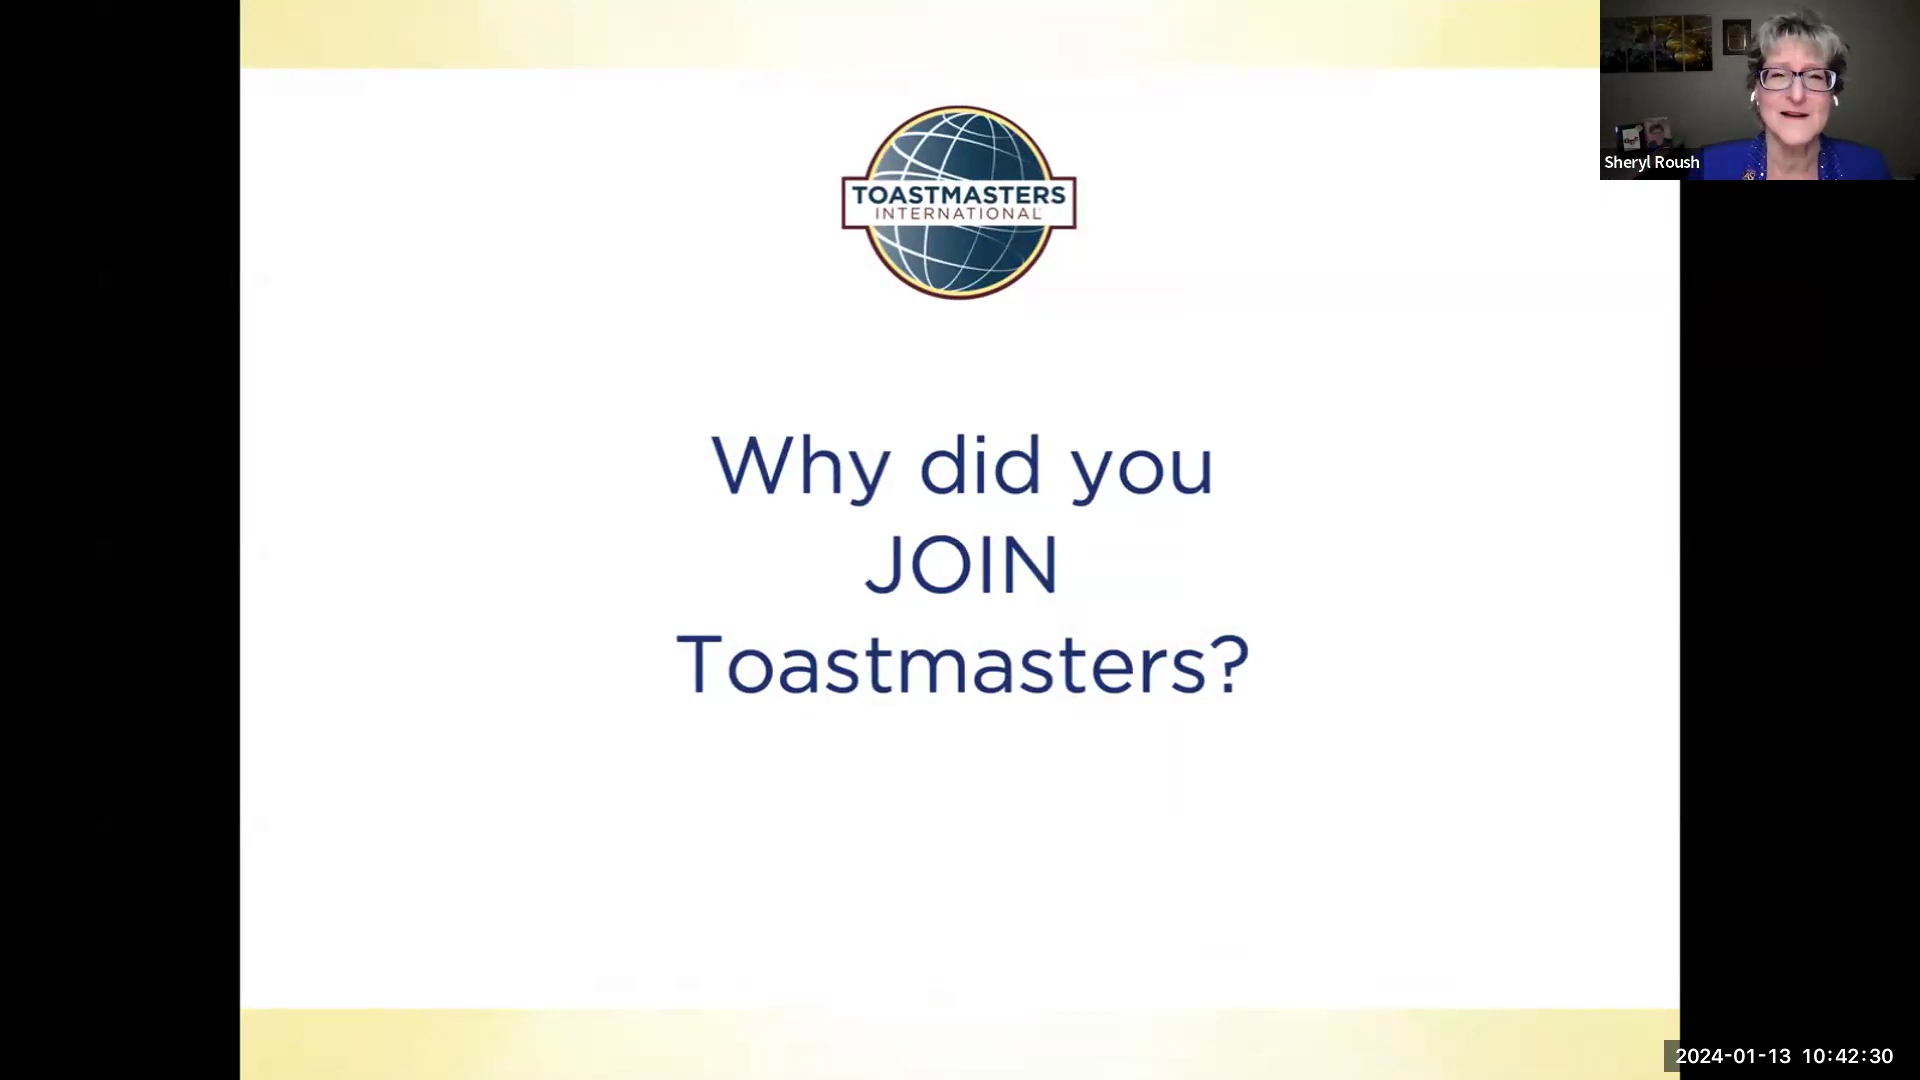 Sheryl Roush
TOASTMASTERS
INTERNATIONAL
Why did you
JOIN
Toastmasters?
2024-01-13 10:42:30